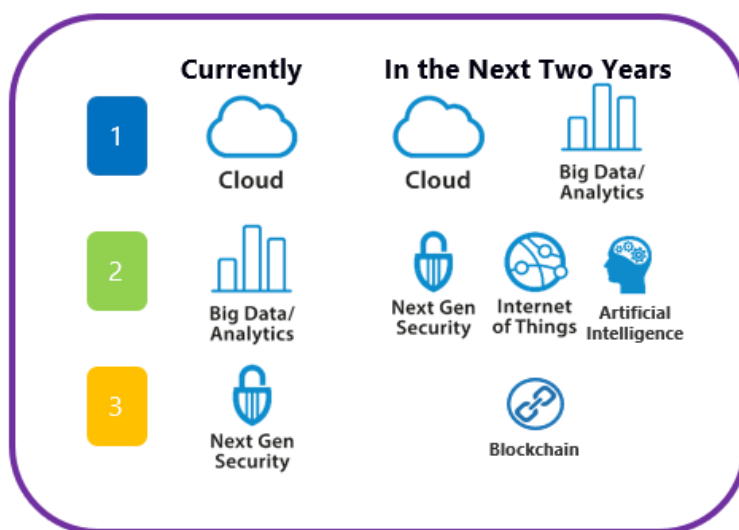 Currently
In the Next Two Years
1
Cloud
Cloud
Big Data/
Analytics
2
Big Data/
Analytics
Next Gen
Security
Internet
of Things
Artificial
Intelligence
3
Next Gen
Security
Blockchain